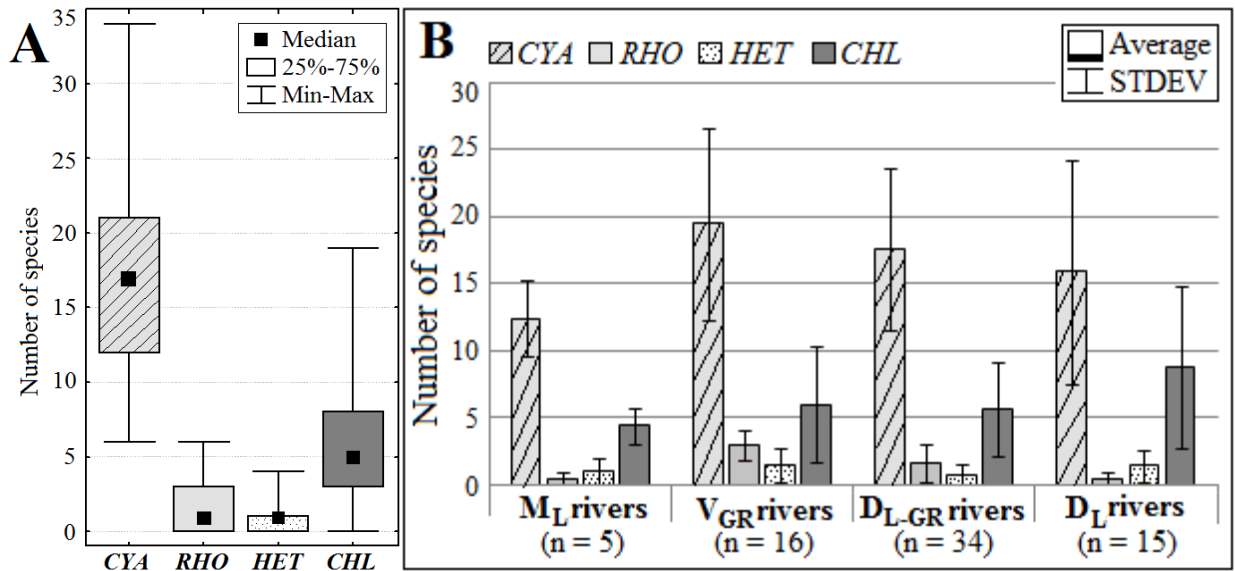 A
Median
25%-75%
Min-Max
Number of species
35
30
25
20
15
10
5
0
CYA RHO HET CHL
B
CYA RHO HET CHL
Average
STDEV
Number of species
30
25
20
15
10
5
0
ML rivers VGR rivers DL-GR rivers DL rivers
(n = 5) (n = 16) (n = 34) (n = 15)